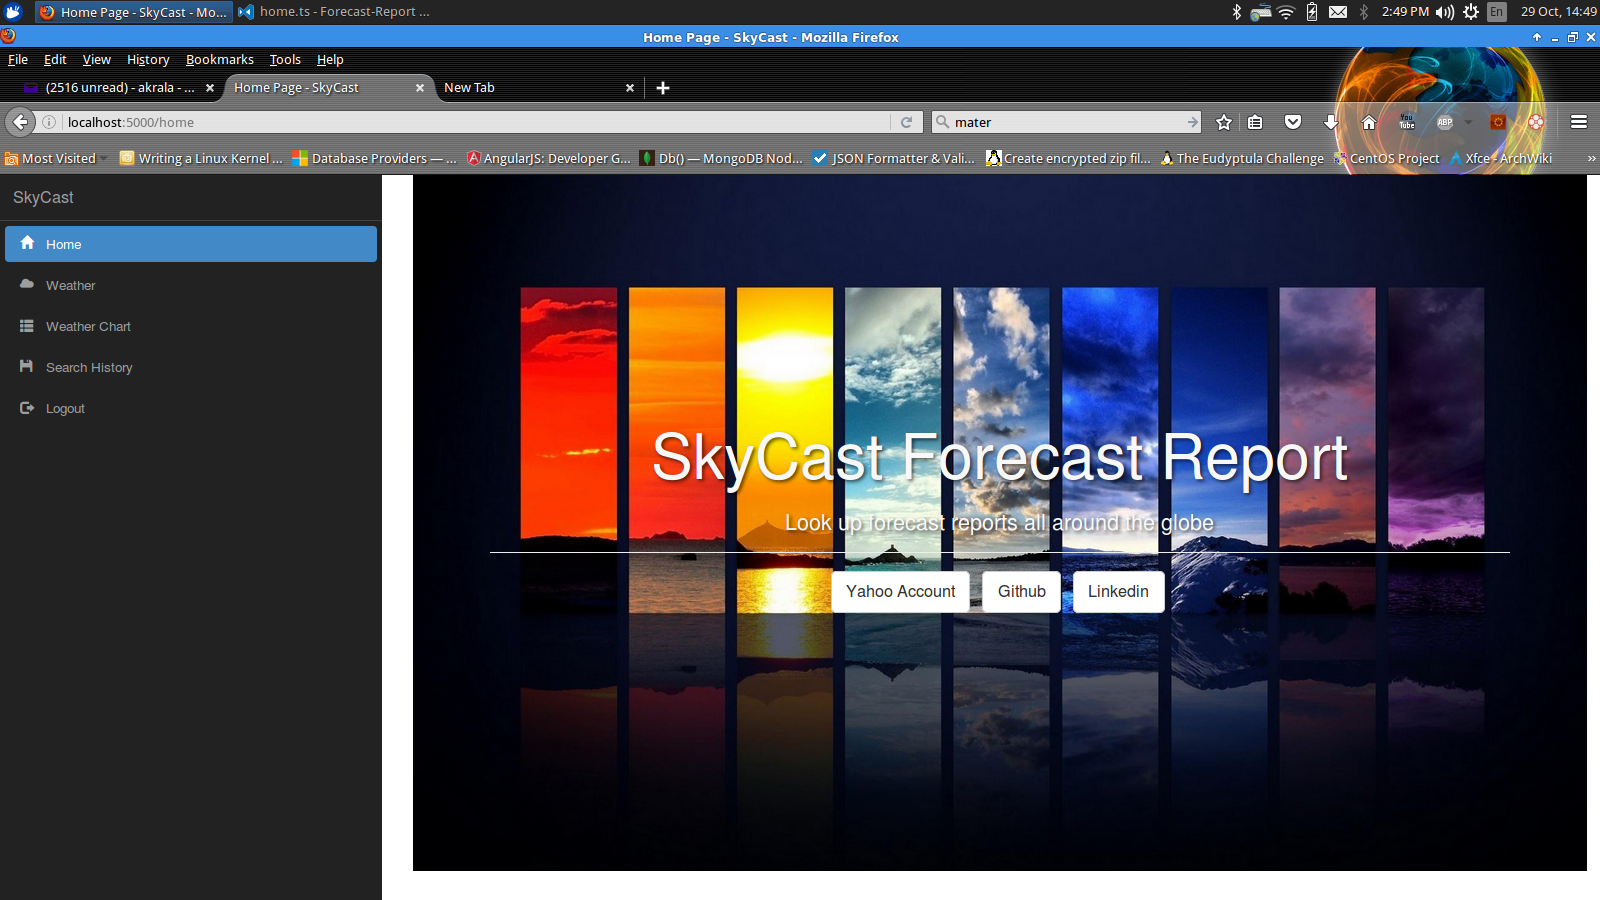 Home Page - SkyCast - Mo... home.ts - Forecast-Report ... 2:49 PM En 29 Oct, 14:49
Home Page - SkyCast - Mozilla Firefox
File Edit View History Bookmarks Tools Help
(2516 unread) - akrala - ... Home Page - SkyCast New Tab
localhost:5000/home mater You Tube ABP
Most Visited Writing a Linux Kernel ... Database Providers — ... AngularJS: Developer G... Db() — MongoDB Nod... JSON Formatter & Vali... Create encrypted zip fil... The Eudyptula Challenge CentOS Project Xfce - ArchWiki »
SkyCast
Home
Weather
Weather Chart
Search History
Logout
SkyCast Forecast Report
Look up forecast reports all around the globe
Yahoo Account Github Linkedin